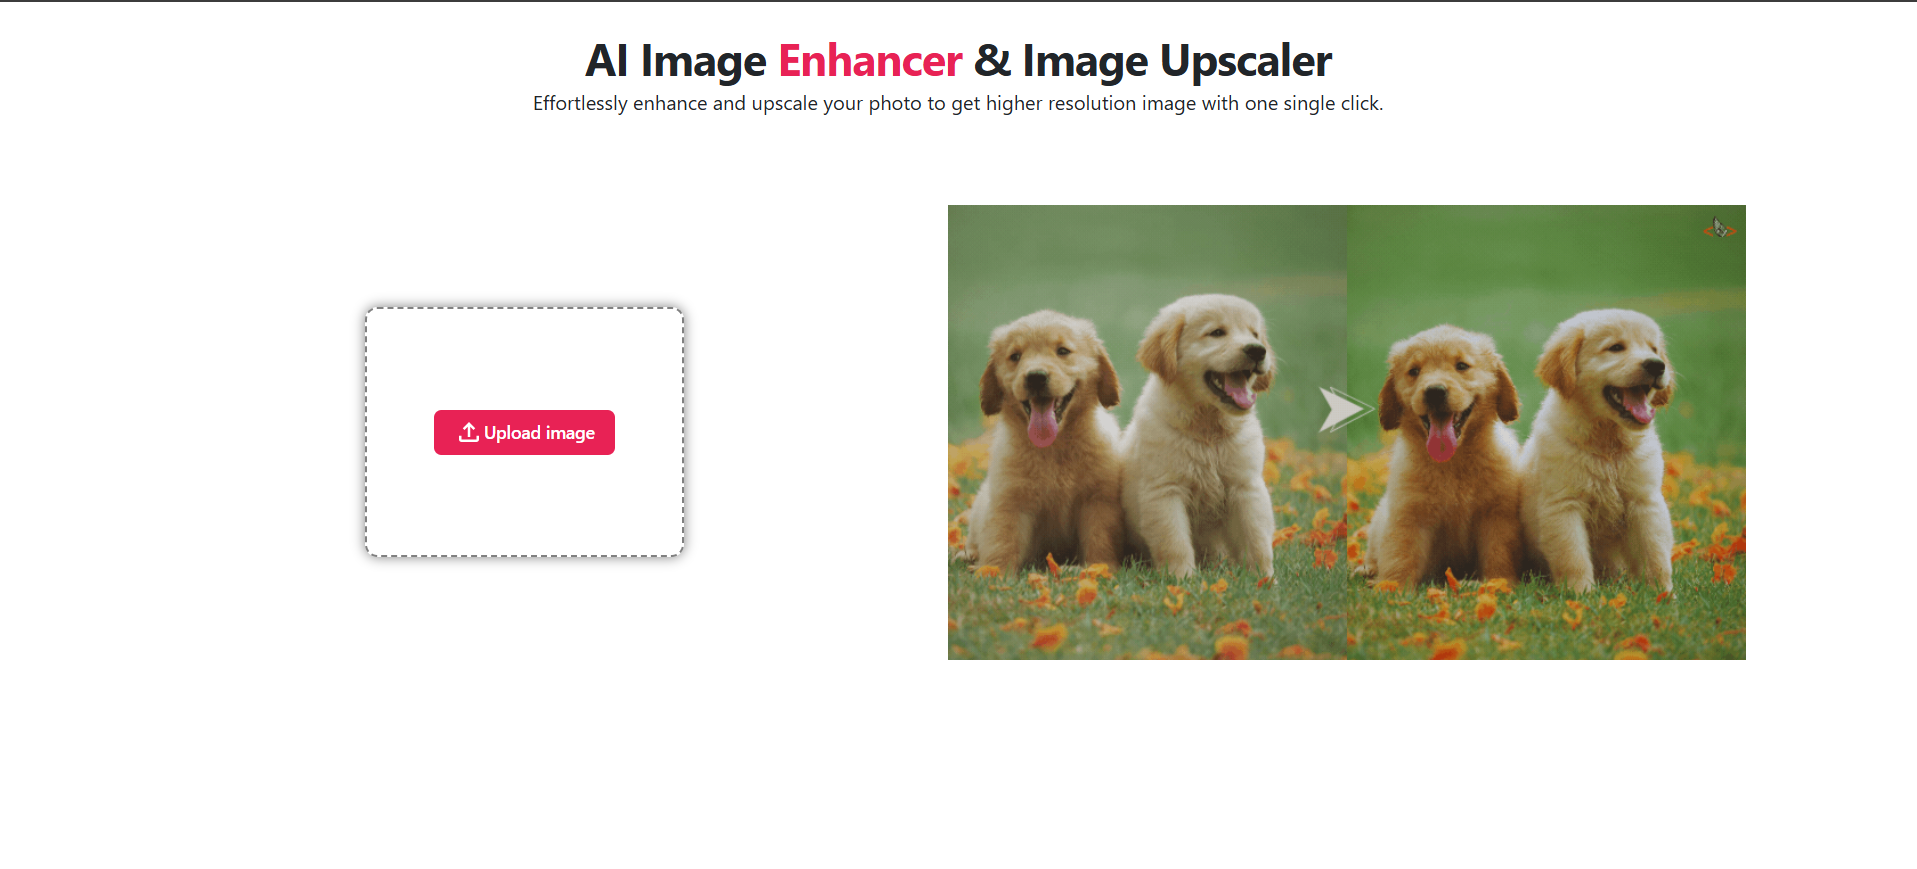 AI Image Enhancer & Image Upscaler
Effortlessly enhance and upscale your photo to get higher resolution image with one single click.
Upload image